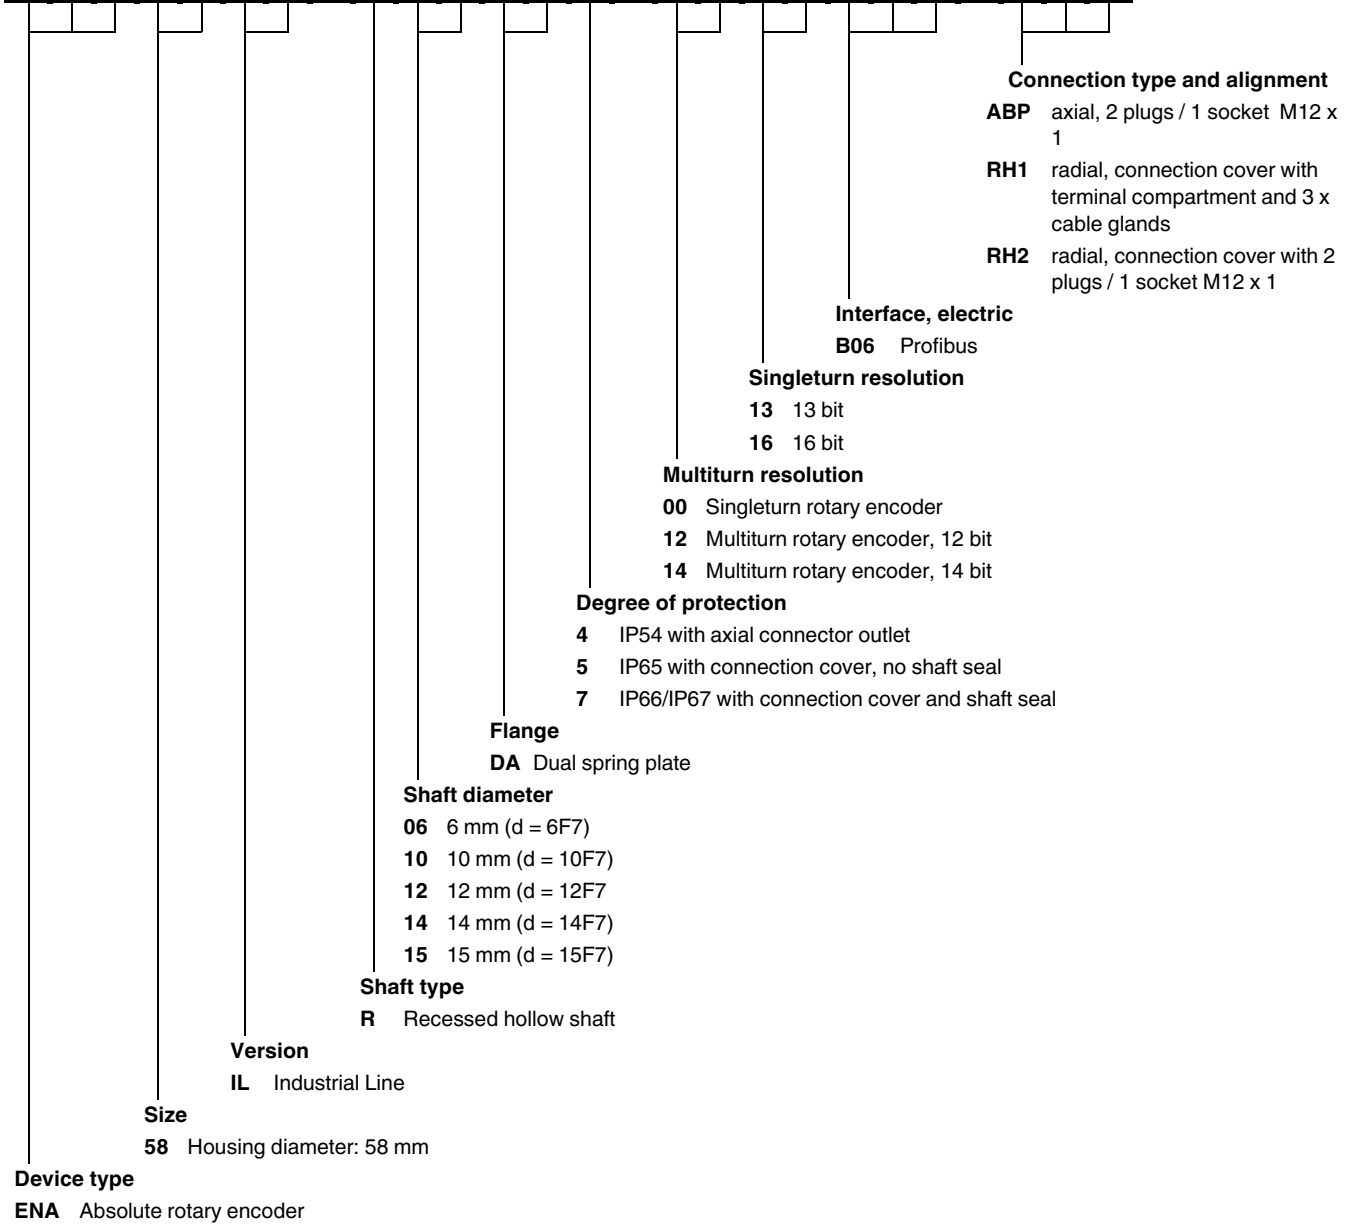 Connection type and alignment
ABP axial, 2 plugs / 1 socket M12 x
1
RH1 radial, connection cover with
terminal compartment and 3 x
cable glands
RH2 radial, connection cover with 2
plugs / 1 socket M12 x 1
Interface, electric
B06 Profibus
Singleturn resolution
13 13 bit
16 16 bit
Multiturn resolution
00 Singleturn rotary encoder
12 Multiturn rotary encoder, 12 bit
14 Multiturn rotary encoder, 14 bit
Degree of protection
4 IP54 with axial connector outlet
5 IP65 with connection cover, no shaft seal
7 IP66/IP67 with connection cover and shaft seal
Flange
DA Dual spring plate
Shaft diameter
06 6 mm (d = 6F7)
10 10 mm (d = 10F7)
12 12 mm (d = 12F7
14 14 mm (d = 14F7)
15 15 mm (d = 15F7)
Shaft type
R Recessed hollow shaft
Version
IL Industrial Line
Size
58 Housing diameter: 58 mm
Device type
ENA Absolute rotary encoder